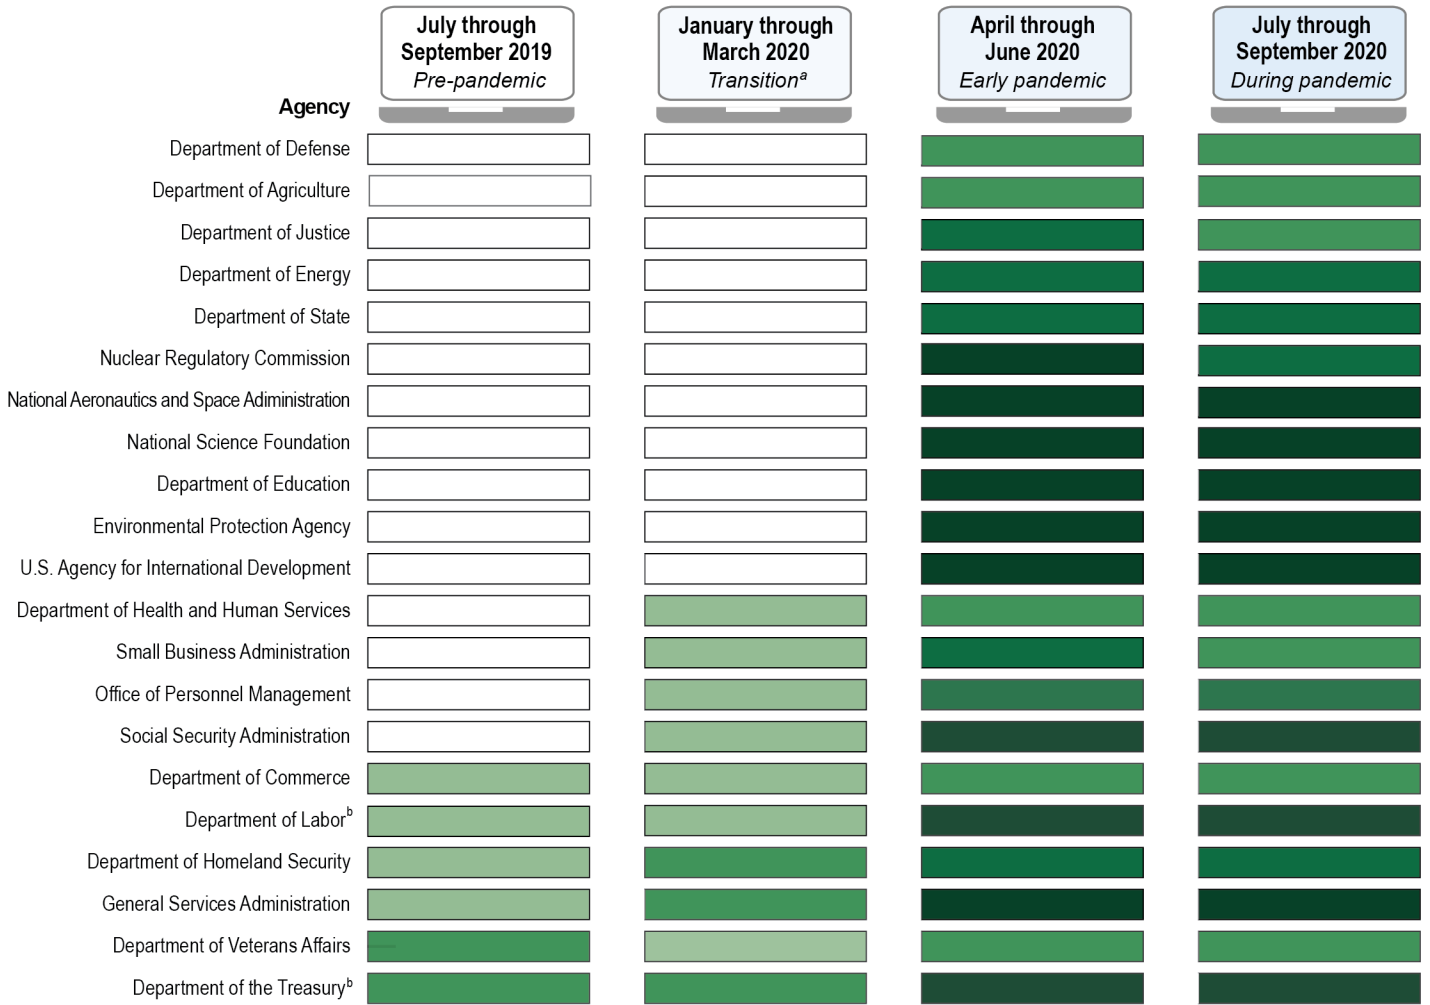 July through
September 2019
Pre-pandemic
January through
March 2020
Transitionᵃ
April through
June 2020
Early pandemic
July through
September 2020
During pandemic
Agency
Department of Defense
Department of Agriculture
Department of Justice
Department of Energy
Department of State
Nuclear Regulatory Commission
National Aeronautics and Space Adiministration
National Science Foundation
Department of Education
Environmental Protection Agency
U.S. Agency for International Development
Department of Health and Human Services
Small Business Administration
Office of Personnel Management
Social Security Administration
Department of Commerce
Department of Laborᵇ
Department of Homeland Security
General Services Administration
Department of Veterans Affairs
Department of the Treasuryᵇ